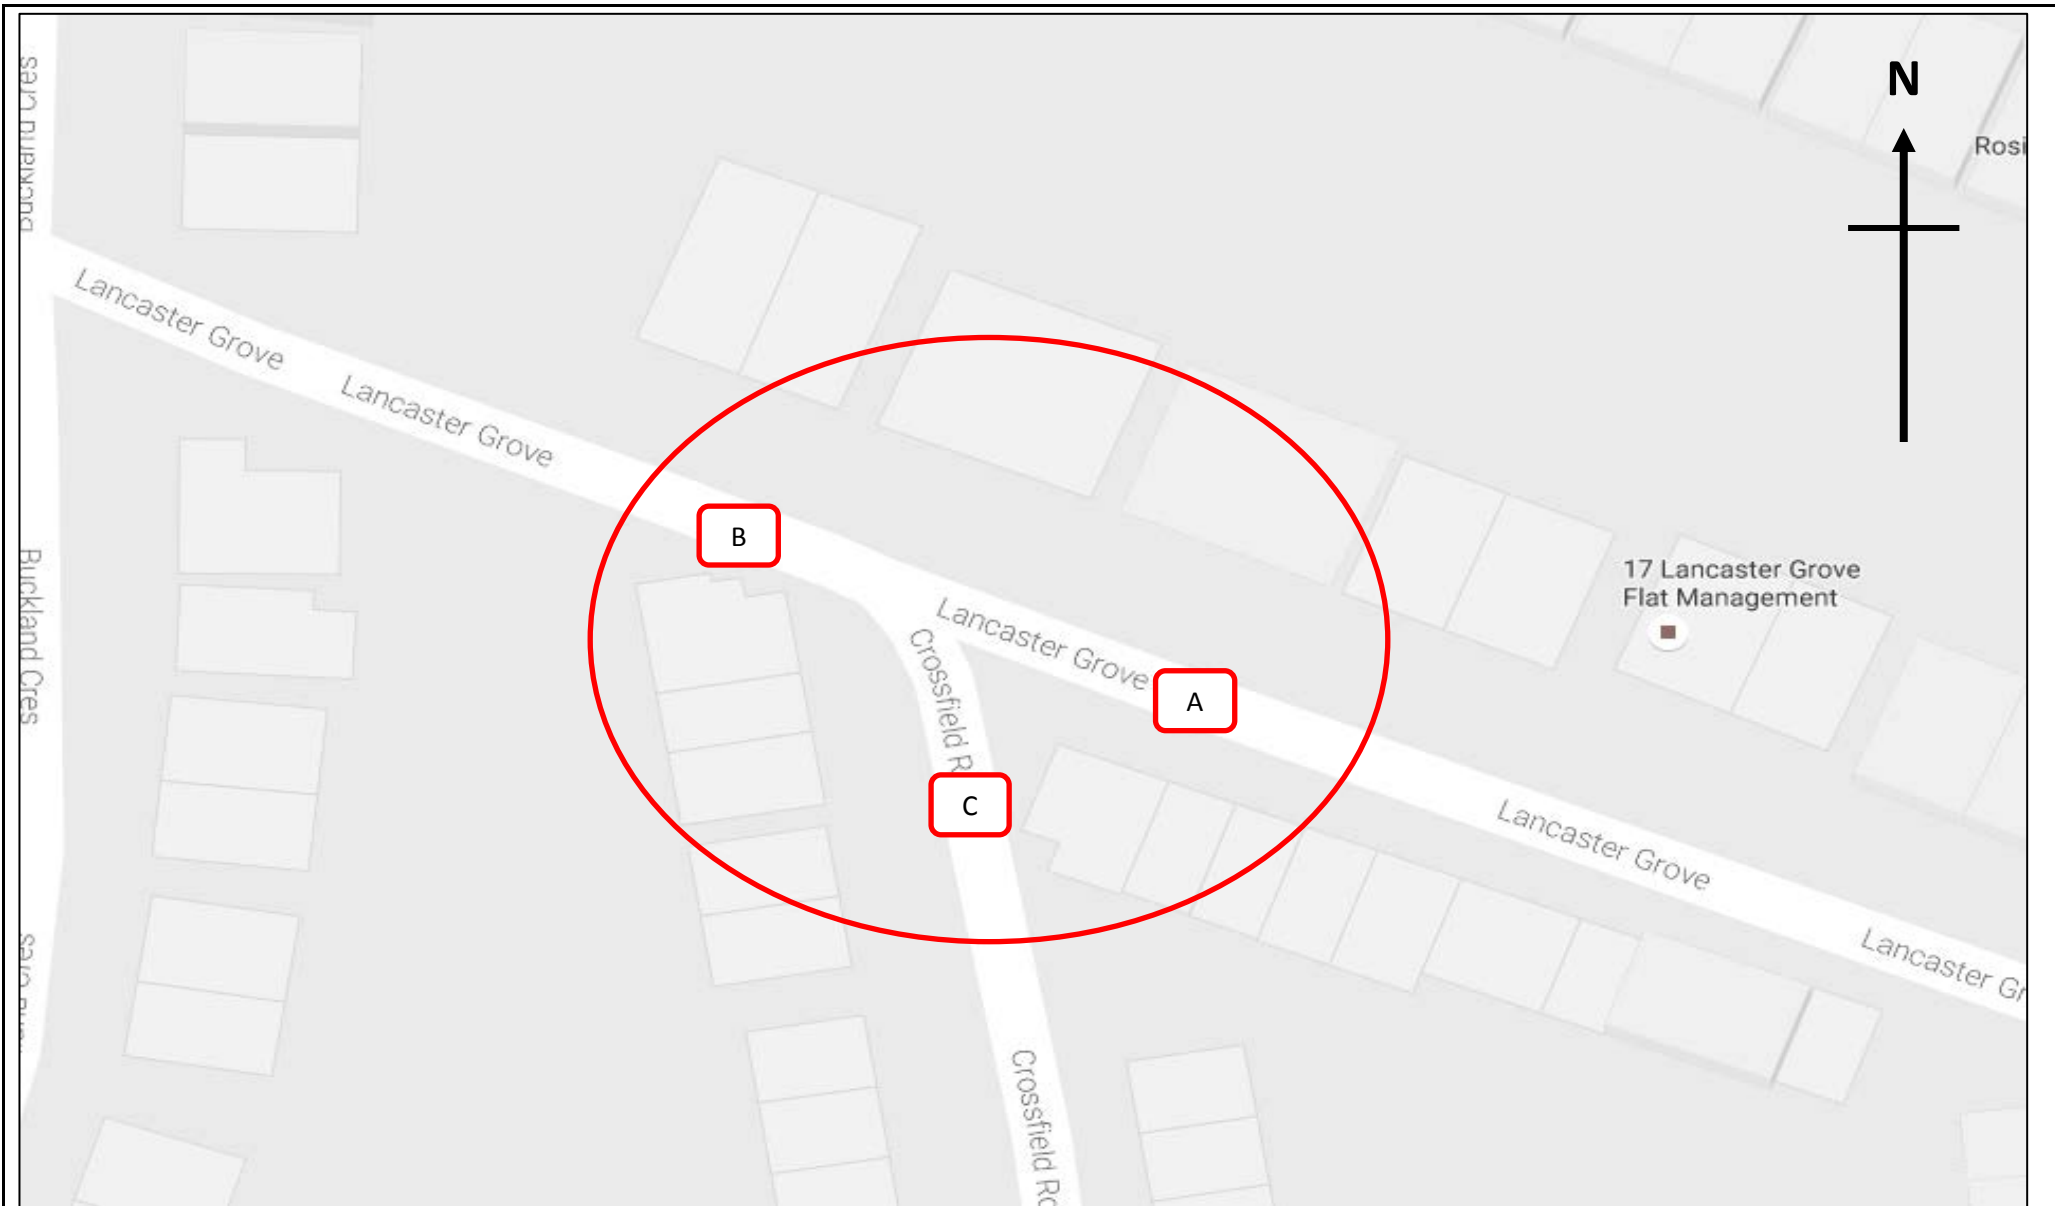 Buckland Cres
N
Rosi
Lancaster Grove
Lancaster Grove
B
17 Lancaster Grove
Flat Management
Lancaster Grove
Crossfield R
A
Buckland Cres
C
Lancaster Grove
Lancaster Gr
Crossfield Ro